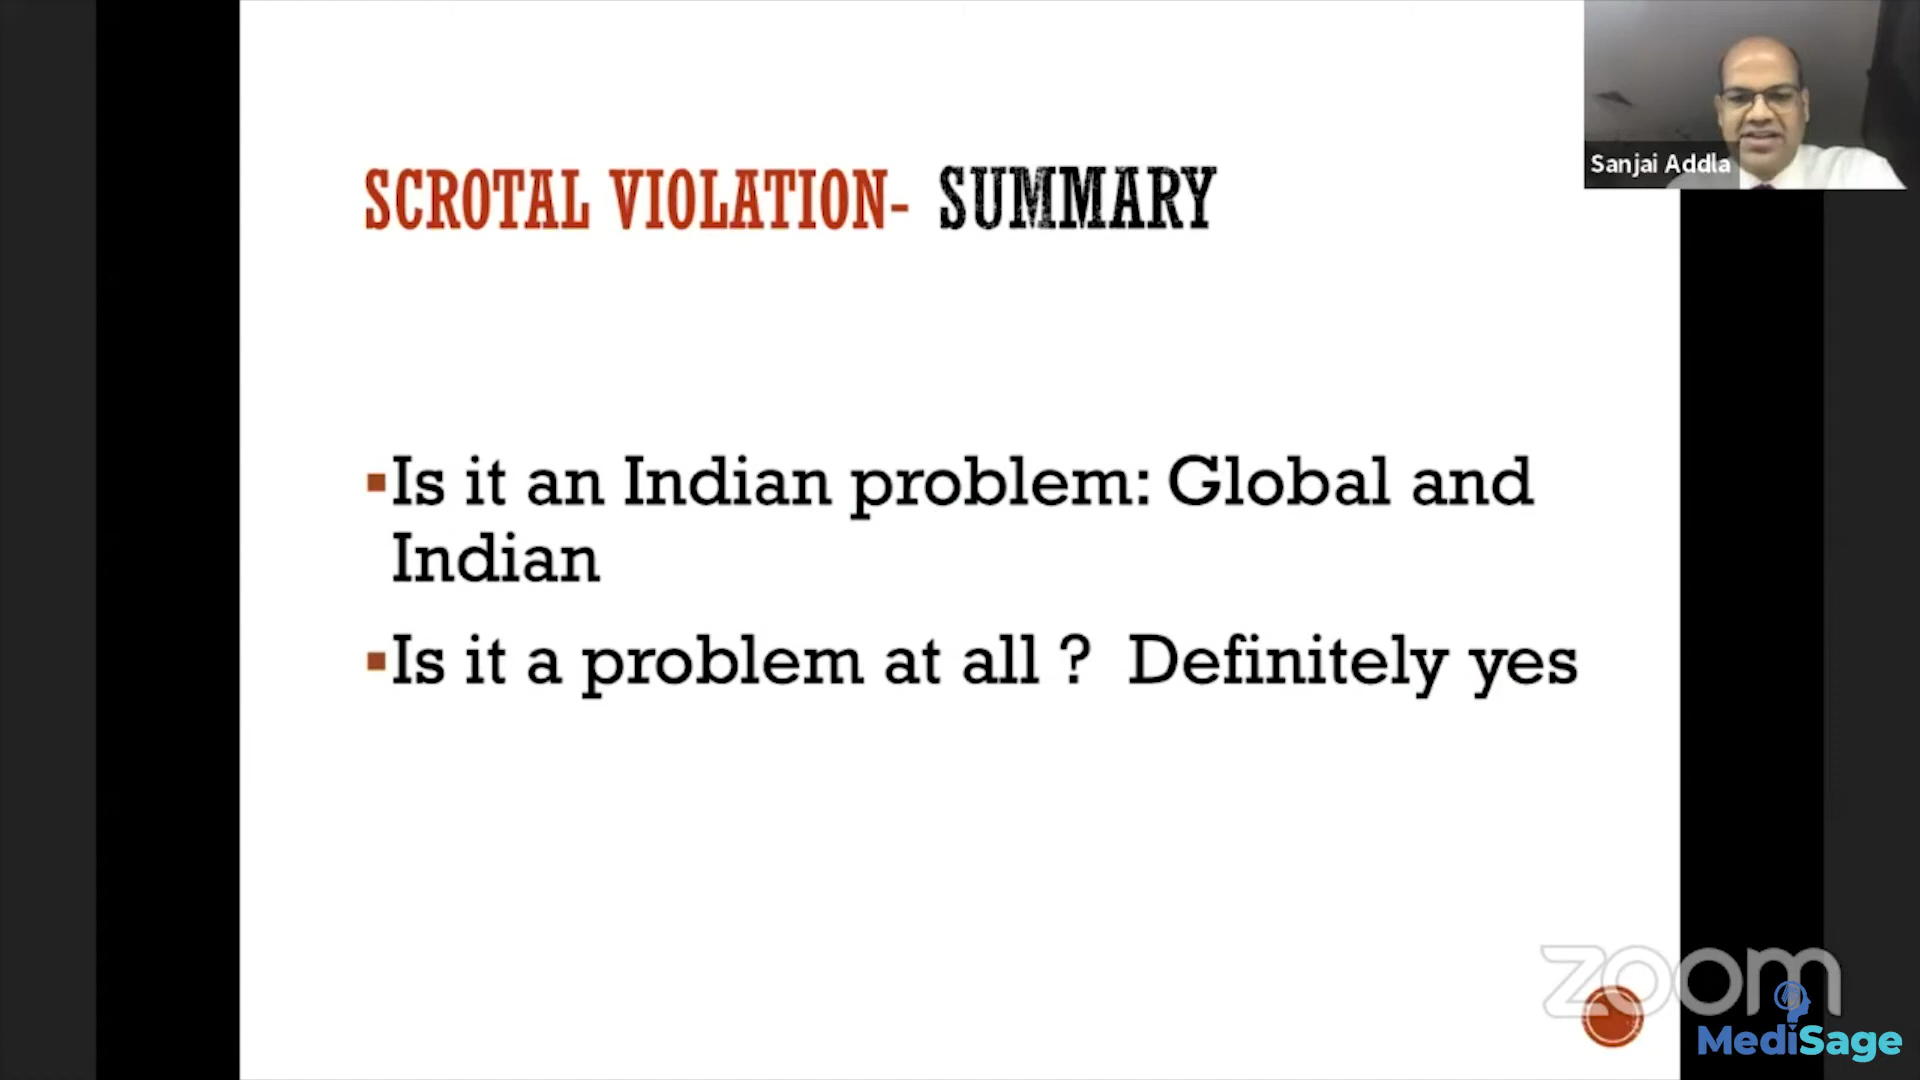 Sanjai Addla
SCROTAL VIOLATION- SUMMARY
▪Is it an Indian problem: Global and
Indian
▪Is it a problem at all ? Definitely yes
zoom
MediSage